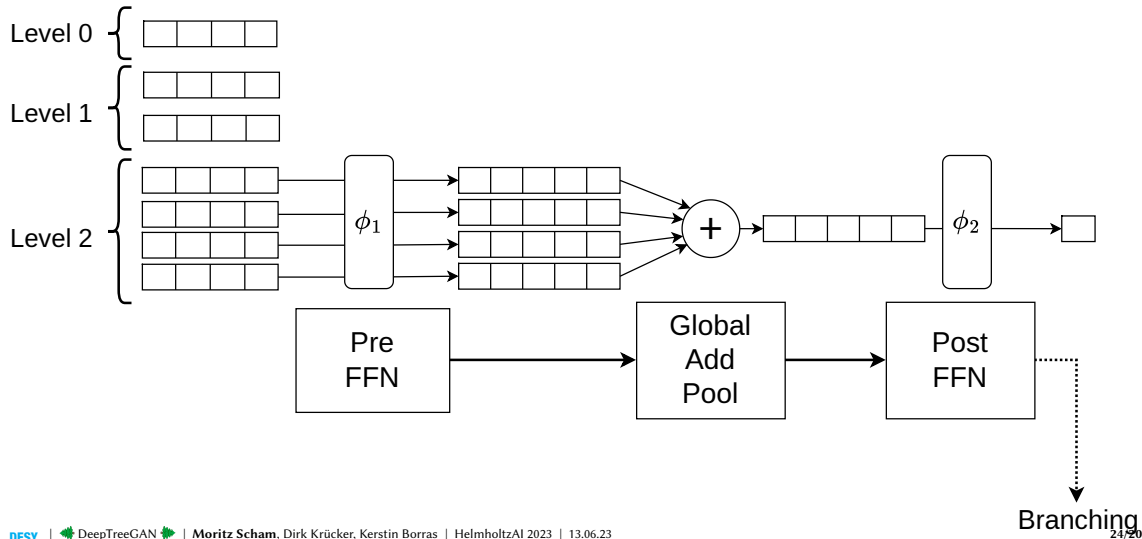 Level 0
Level 1
Level 2
ϕ₁
+
ϕ₂
Pre
FFN
Global
Add
Pool
Post
FFN
Branching
DESY. | DeepTreeGAN | Moritz Scham, Dirk Krücker, Kerstin Borras | HelmholtzAI 2023 | 13.06.23
24/20